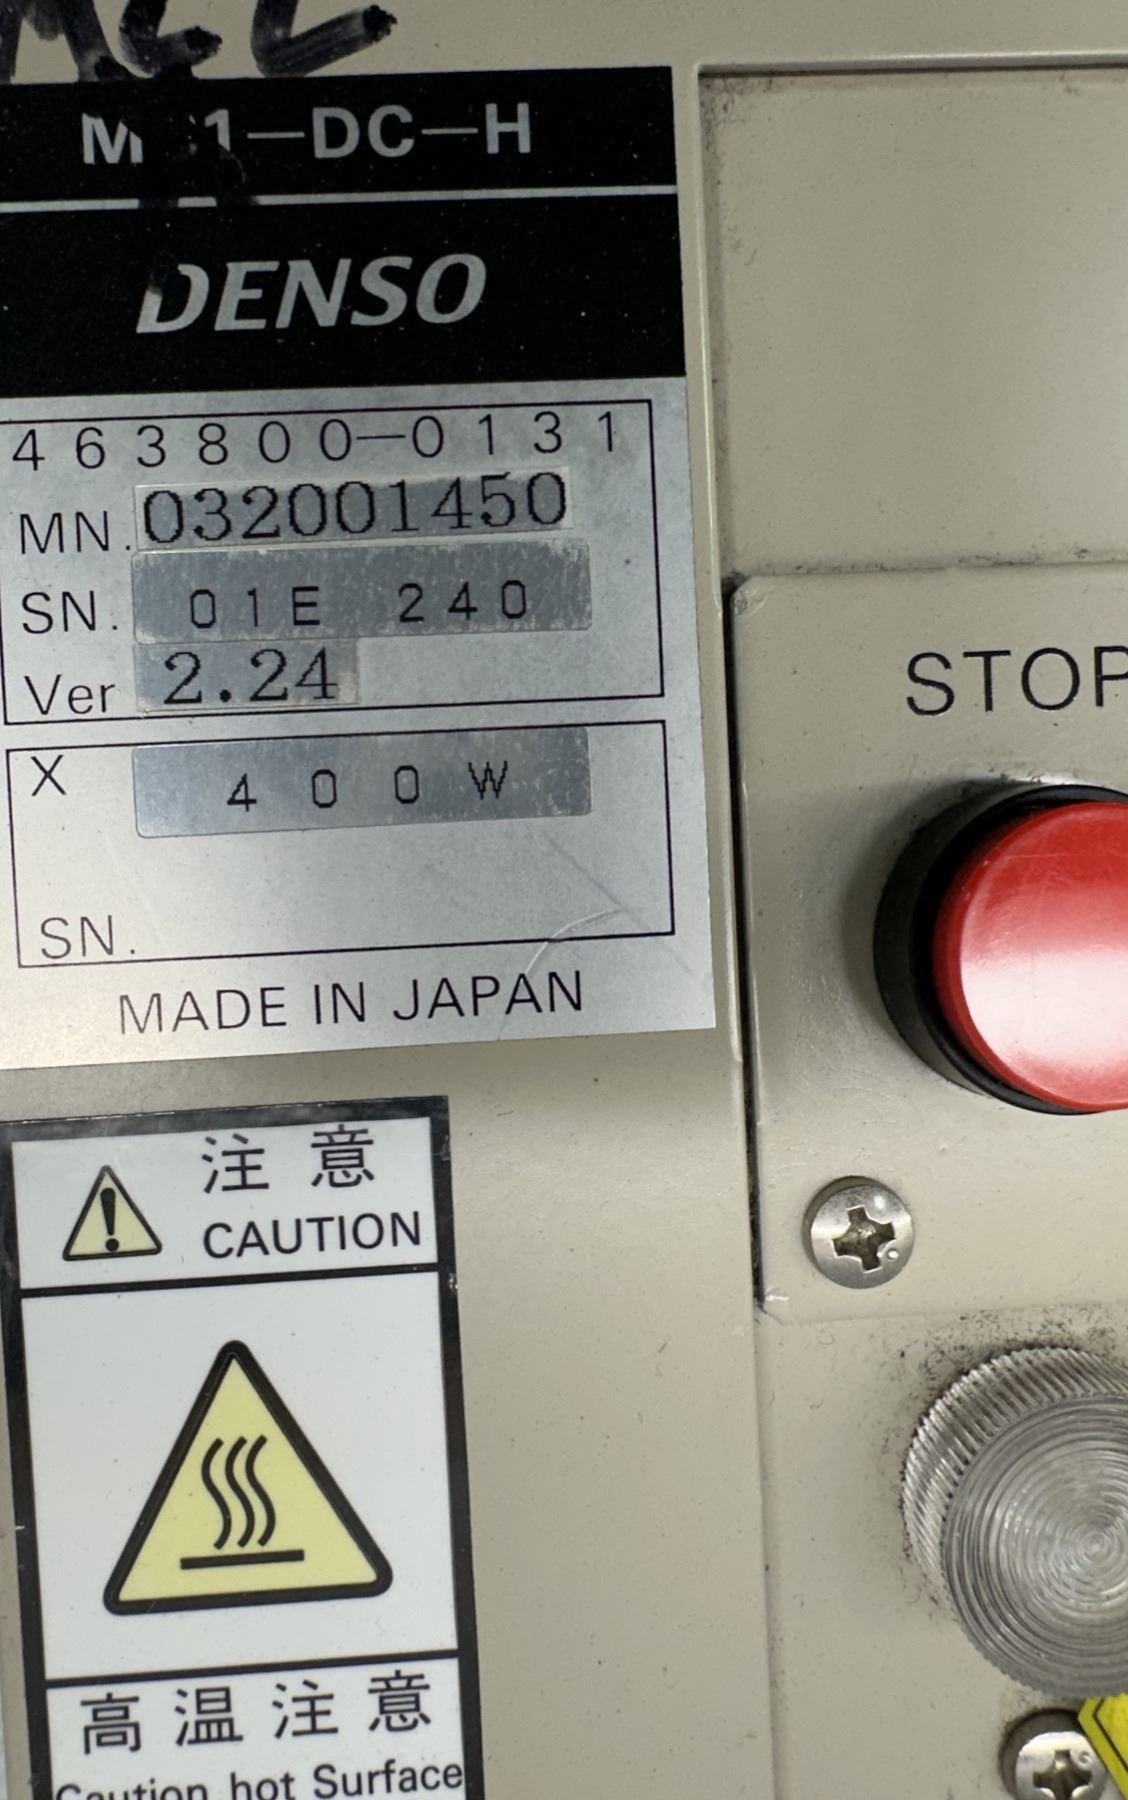 DENSO
463800-0131
MN. 032001450
SN. 01E 240
Ver 2.24
X 400W
SN.
MADE IN JAPAN
STOP
注意
CAUTION
高温注意
Caution hot Surface